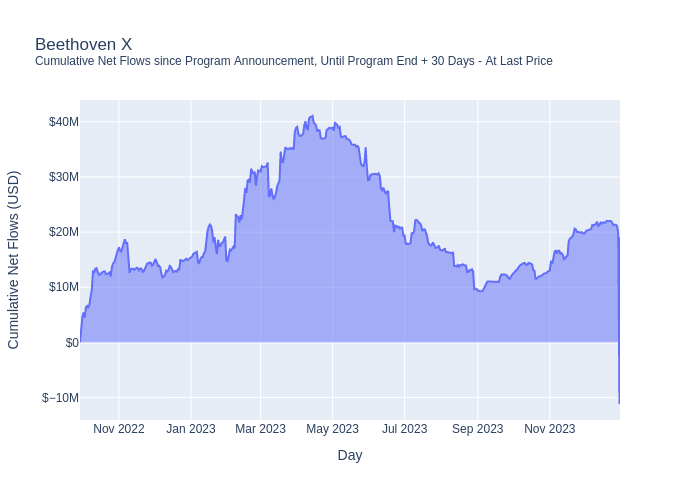 Beethoven X
Cumulative Net Flows since Program Announcement, Until Program End + 30 Days - At Last Price
Cumulative Net Flows (USD)
$40M
$30M
$20M
$10M
$0
$−10M
Nov 2022
Jan 2023
Mar 2023
May 2023
Jul 2023
Sep 2023
Nov 2023
Day